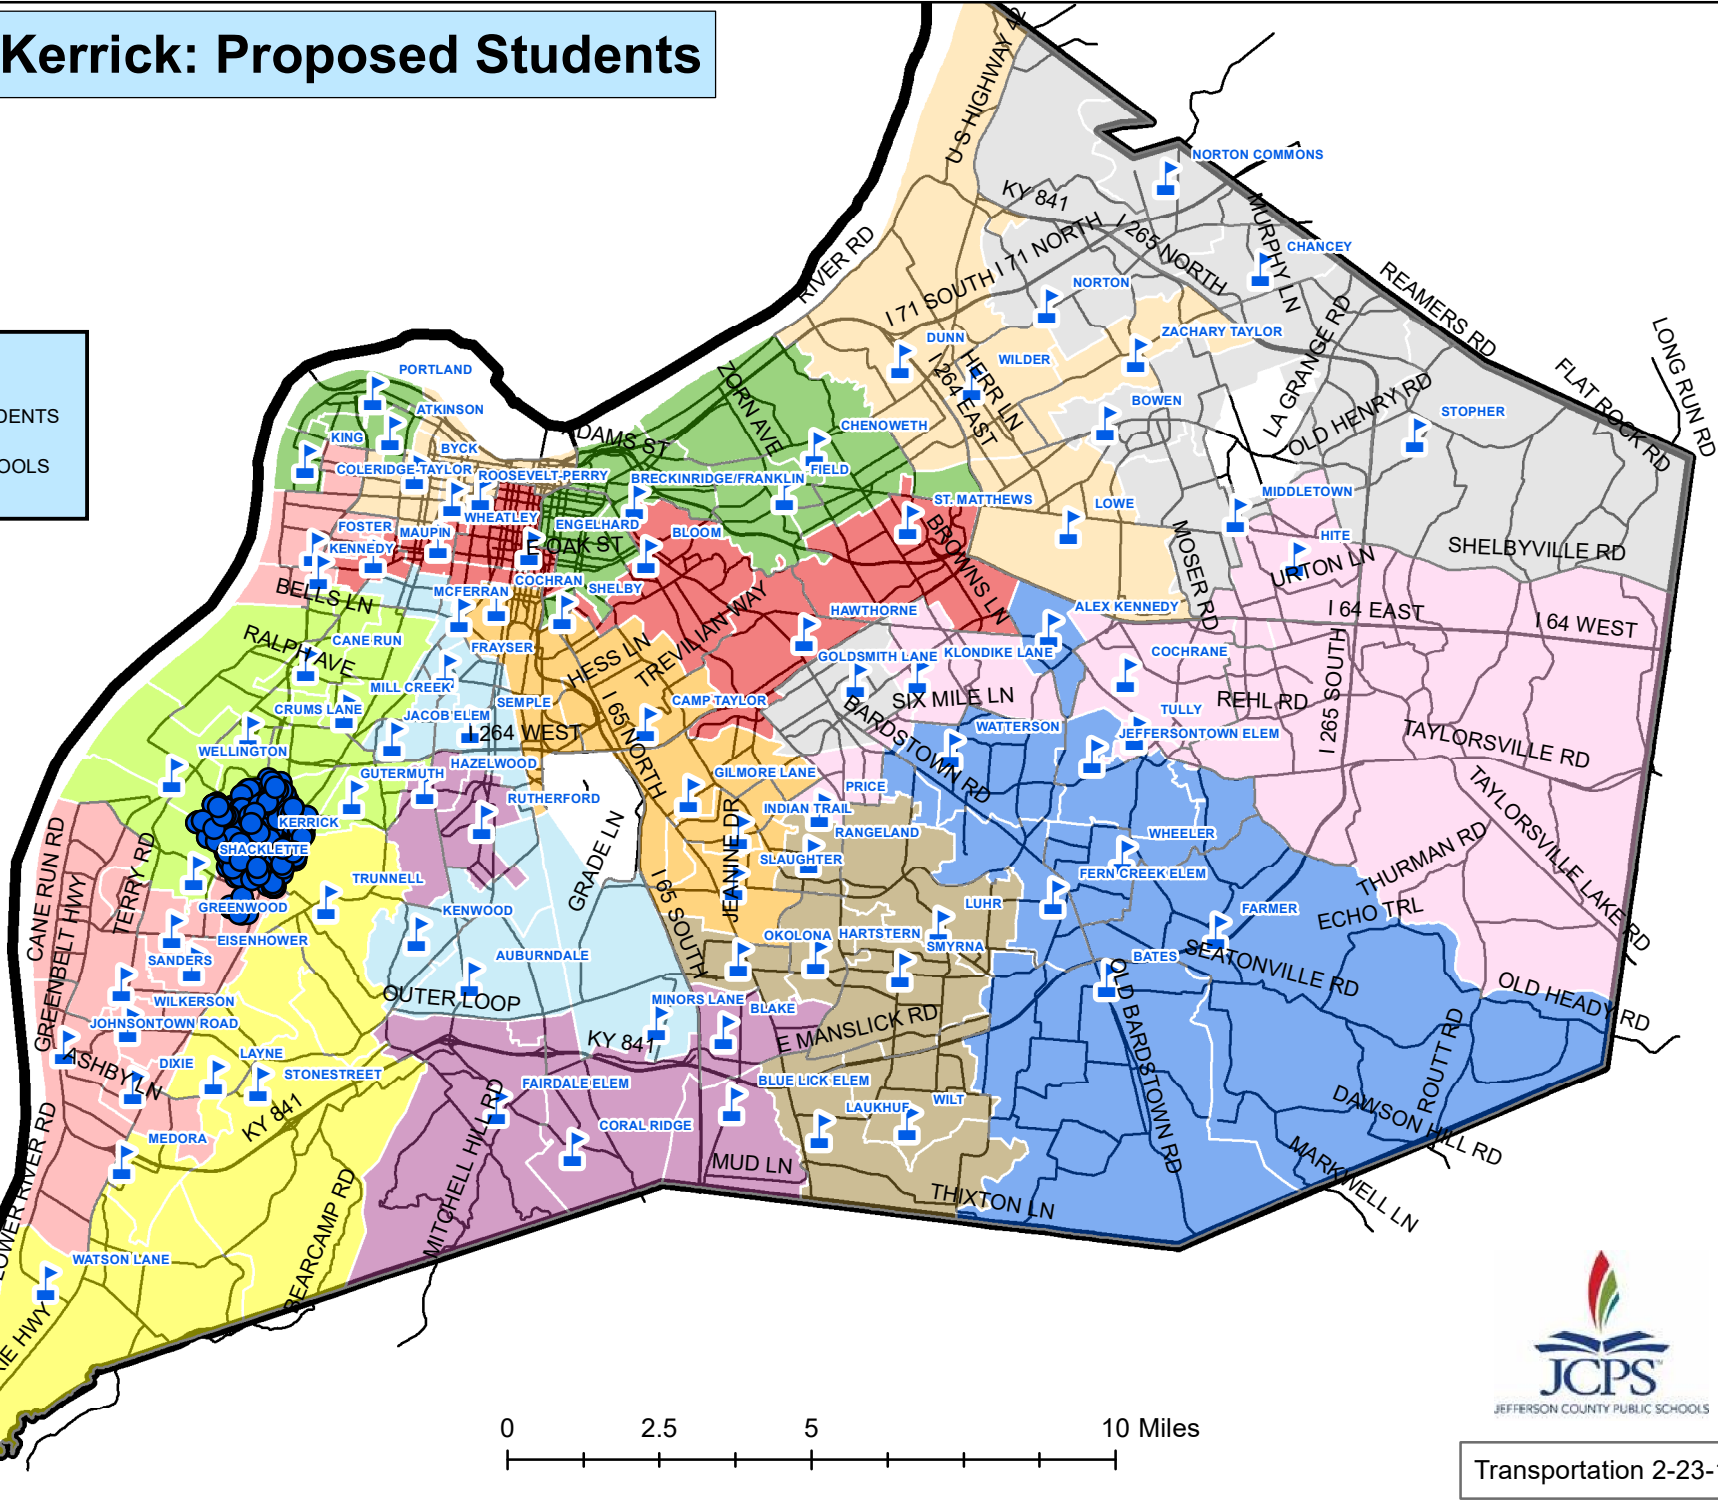 Kerrick: Proposed Students
U S HIGHWAY 42
NORTON COMMONS
KY 841
MURPHY LN
I 265 NORTH
I 71 NORTH
CHANCEY
REAMERS RD
RIVER RD
I 71 SOUTH
NORTON
LA GRANGE RD
LONG RUN RD
DUNN
WILDER
ZACHARY TAYLOR
HERR LN
I 264 EAST
FLAT ROCK RD
PORTLAND
ZORN AVE
BOWEN
OLD HENRY RD
STOPHER
DENTS
ATKINSON
KING
BYCK
DAMS ST
CHENOWETH
OOLS
COLERIDGE-TAYLOR
ROOSEVELT-PERRY
BRECKINRIDGE/FRANKLIN
FIELD
ST. MATTHEWS
LOWE
MIDDLETOWN
FOSTER
MAUPIN
WHEATLEY
ENGELHARD
BLOOM
BROWNS LN
MOSER RD
HITE
KENNEDY
E OAK ST
URTON LN
SHELBYVILLE RD
BELLS LN
MCFERRAN
COCHRAN
SHELBY
HAWTHORNE
ALEX KENNEDY
I 64 EAST
I 64 WEST
RALPH AVE
CANE RUN
FRAYSER
HESS LN
TREVILIAN WAY
GOLDSMITH LANE
KLONDIKE LANE
COCHRANE
MILL CREEK
SEMPLE
CAMP TAYLOR
SIX MILE LN
REHL RD
I 265 SOUTH
CRUMS LANE
JACOB ELEM
I 65 NORTH
BARDSTOWN RD
WATTERSON
TULLY
JEFFERSONTOWN ELEM
TAYLORSVILLE RD
WELLINGTON
I 264 WEST
HAZELWOOD
GUTERMUTH
GILMORE LANE
PRICE
RUTHERFORD
INDIAN TRAIL
TAYLORSVILLE LAKE RD
KERRICK
JEANINE DR
RANGELAND
WHEELER
SHACKLETTE
GRADE LN
SLAUGHTER
THURMAN RD
CANE RUN RD
TERRY RD
TRUNNELL
I 65 SOUTH
FERN CREEK ELEM
GREENBELT HWY
GREENWOOD
KENWOOD
LUHR
FARMER
ECHO TRL
EISENHOWER
OKOLONA
HARTSTERN
SMYRNA
SANDERS
AUBURNDALE
BATES
SEATONVILLE RD
WILKERSON
OUTER LOOP
MINORS LANE
BLAKE
OLD BARDSTOWN RD
OLD HEADY RD
JOHNSONTOWN ROAD
KY 841
E MANSLICK RD
ROUTT RD
ASHBY LN
DIXIE
LAYNE
STONESTREET
FAIRDALE ELEM
BLUE LICK ELEM
LAUKHUF
WILT
DAWSON HILL RD
KY 841
MITCHELL HILL RD
CORAL RIDGE
MEDORA
MUD LN
MARKWELL LN
LOWER RIVER RD
BEARCAMP RD
THIXTON LN
WATSON LANE
IE HWY
JCPS
JEFFERSON COUNTY PUBLIC SCHOOLS
0 2.5 5 10 Miles
Transportation 2-23-